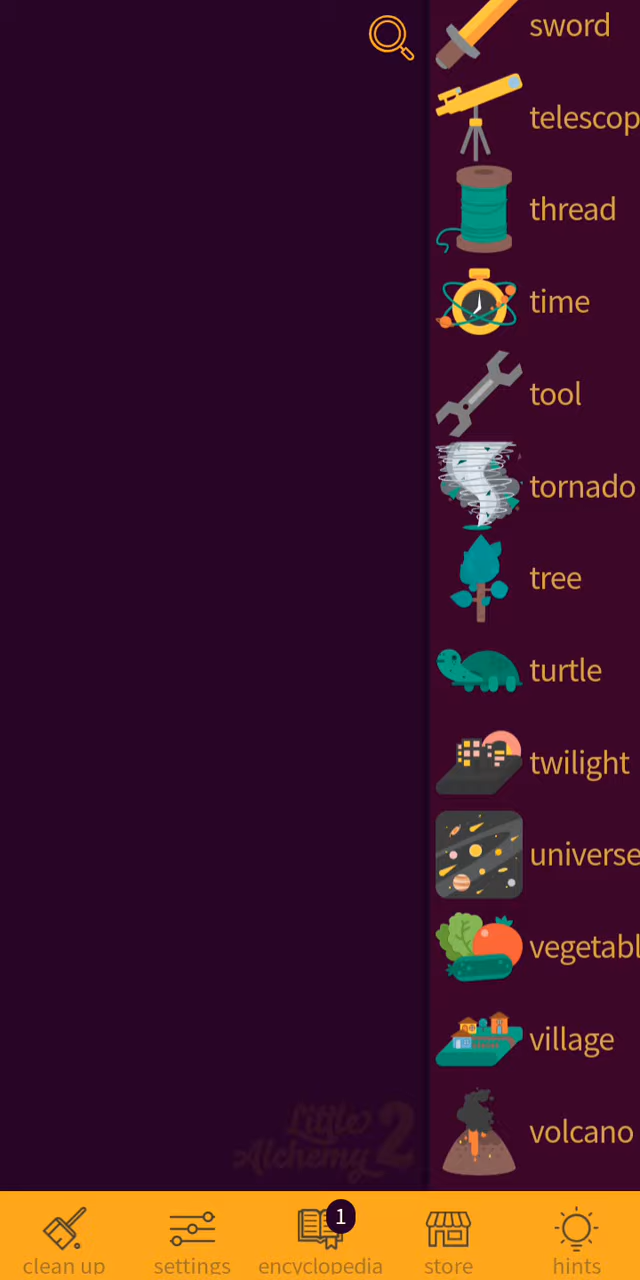 sword
telescop
thread
time
tool
tornado
tree
turtle
twilight
universe
vegetabl
village
volcano
Little
Alchemy 2
1
clean up
settings
encyclopedia
store
hints